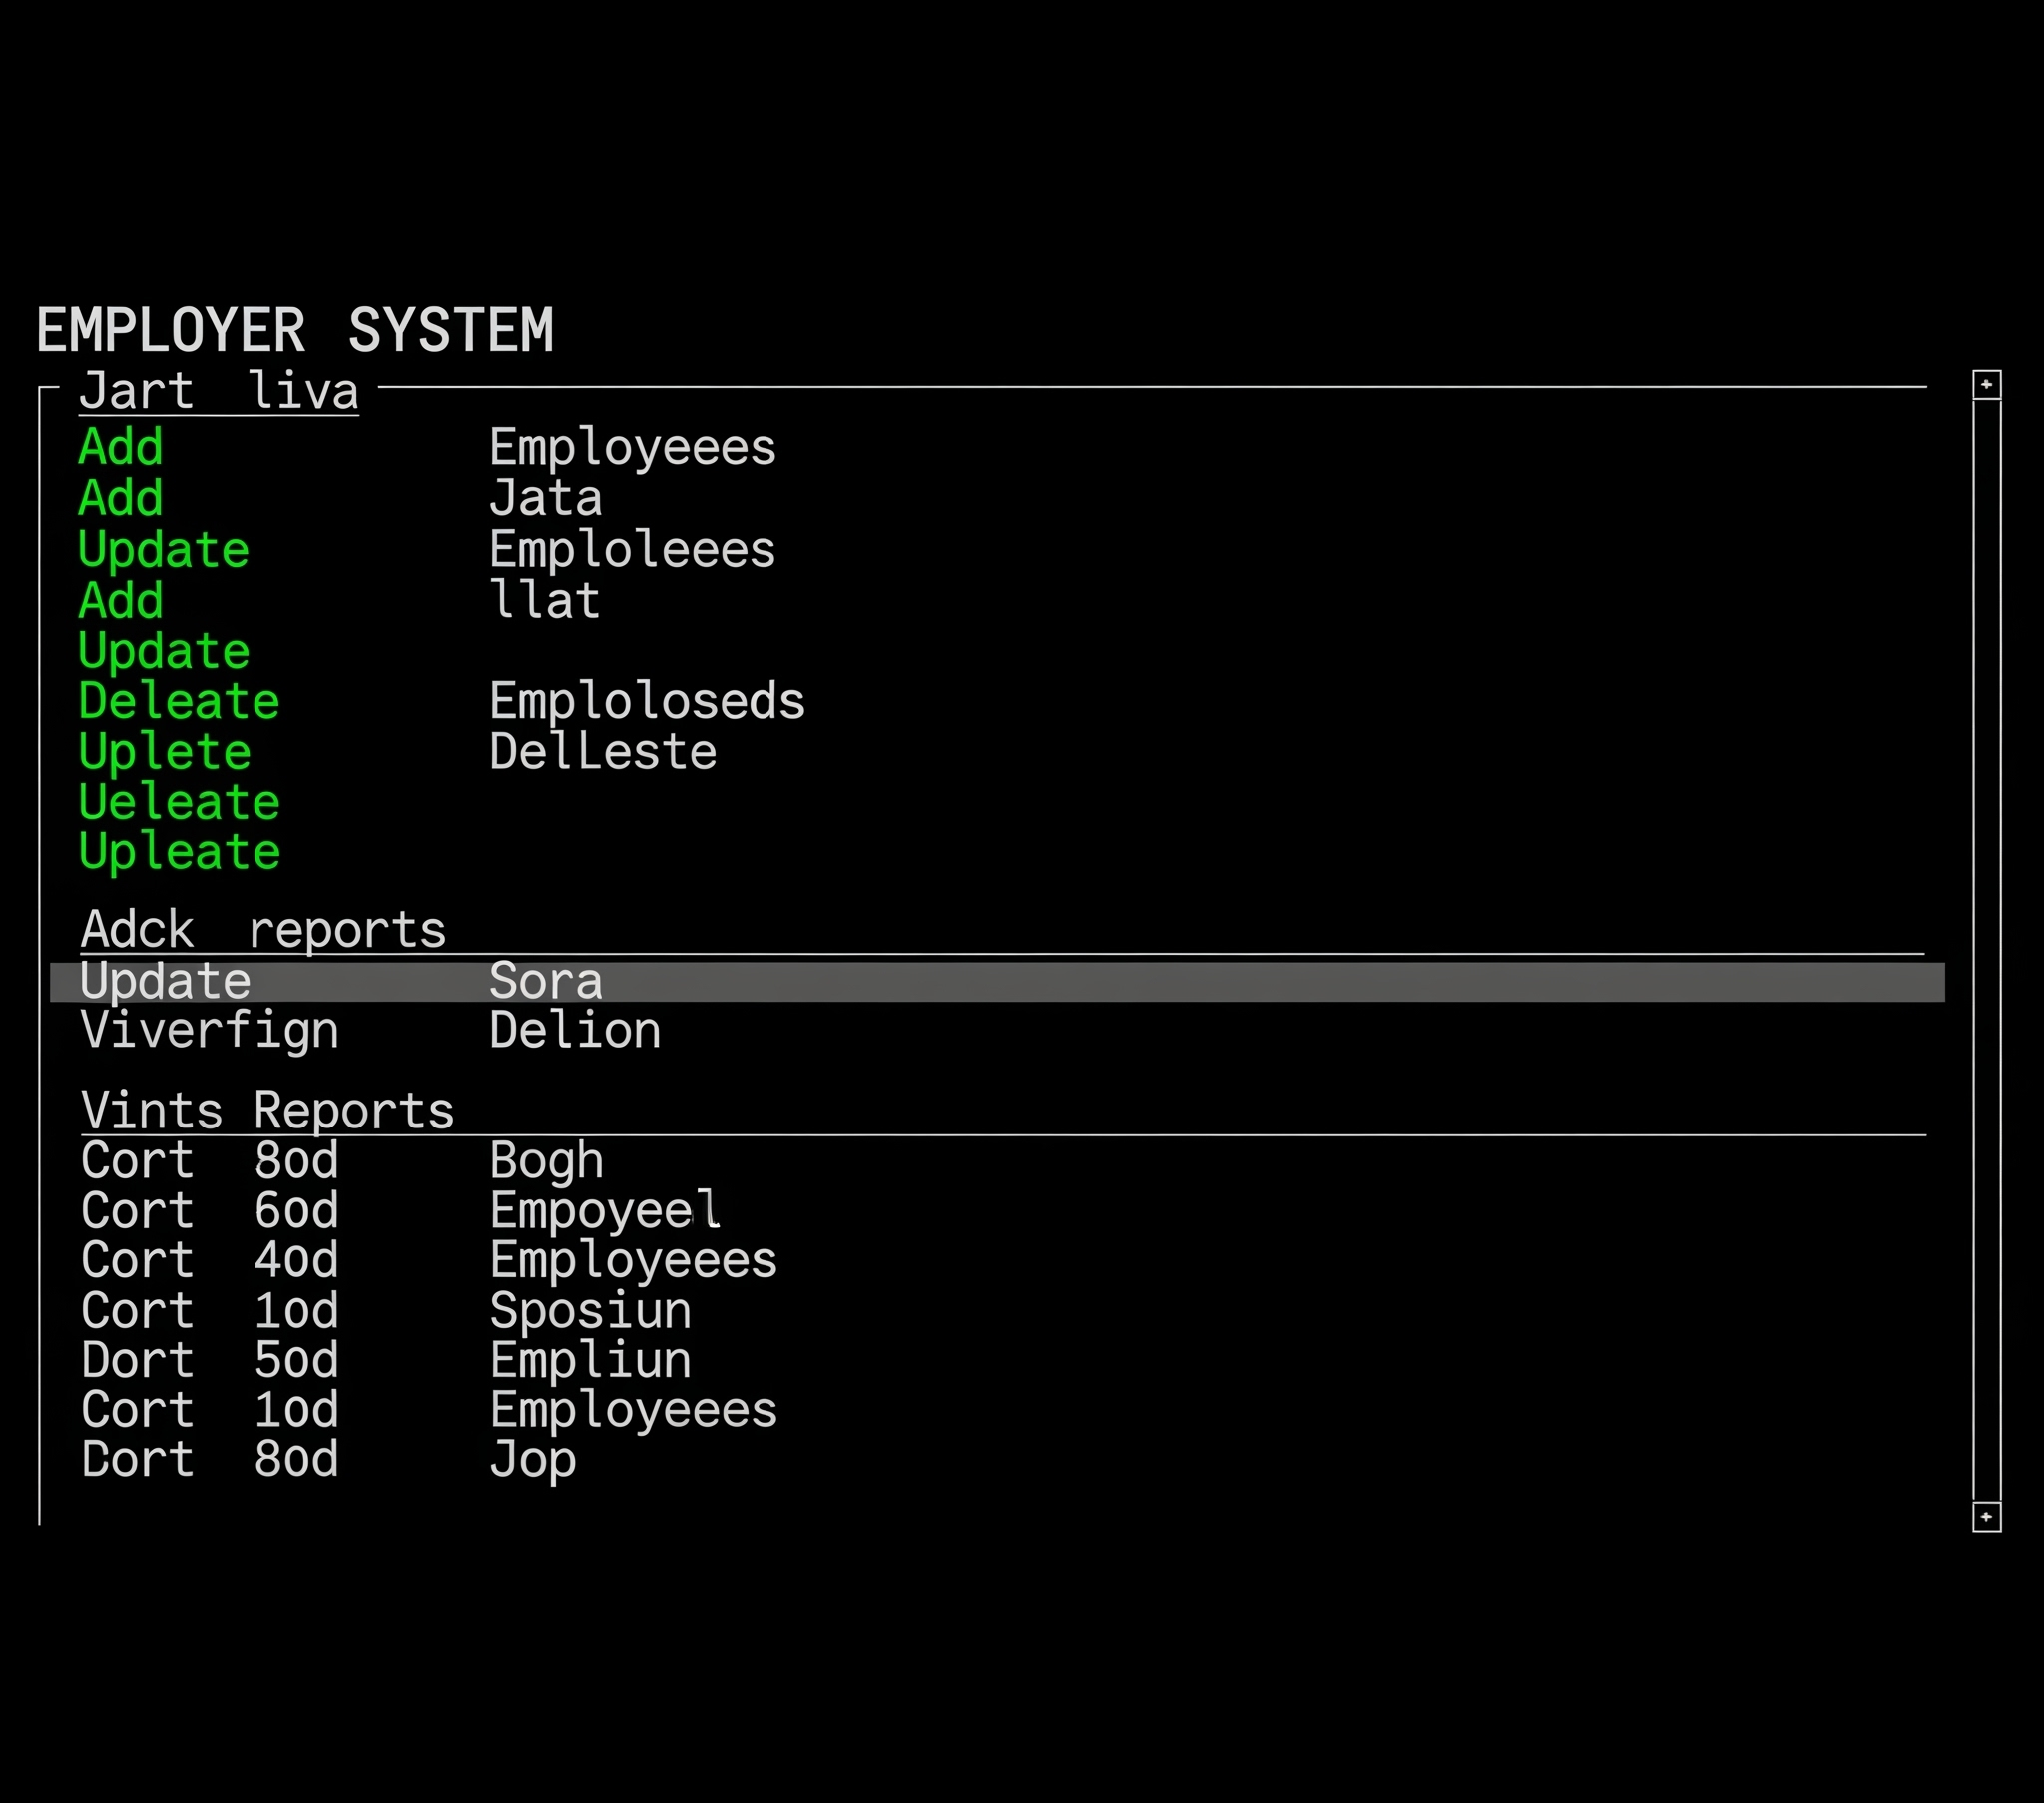 EMPLOYER SYSTEM
Jart liva
Add Employeees
Add Jata
Update Emploleees
Add llat
Update
Deleate Emploloseds
Uplete DelLeste
Ueleate
Upleate
Adck reports
Update Sora
Viverfign Delion
Vints Reports
Cort 8od Bogh
Cort 6od Empoyeel
Cort 4od Employeees
Cort 1od Sposiun
Dort 5od Empliun
Cort 1od Employeees
Dort 8od Jop